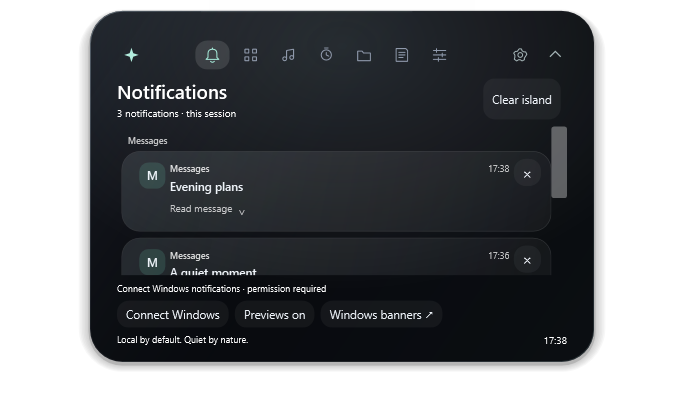 Notifications
3 notifications · this session
Clear island
Messages
M
Messages
17:38
Evening plans
Read message
M
Messages
17:36
A quiet moment
Connect Windows notifications · permission required
Connect Windows
Previews on
Windows banners ↗
Local by default. Quiet by nature.
17:38